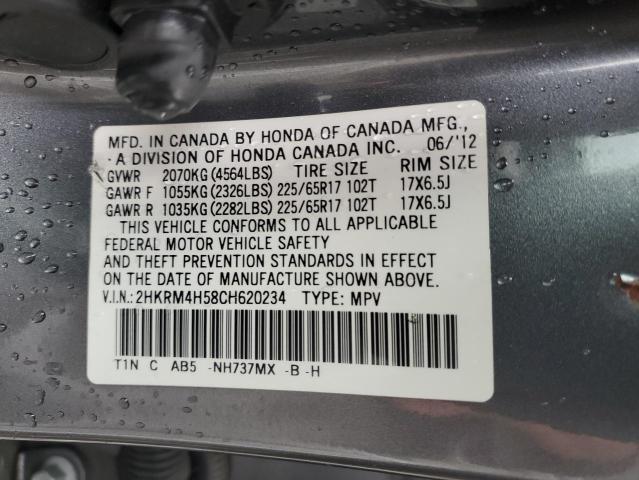 MFD. IN CANADA BY HONDA OF CANADA MFG.,
· A DIVISION OF HONDA CANADA INC. 06/'12
GVWR 2070KG (4564LBS) TIRE SIZE RIM SIZE
GAWR F 1055KG (2326LBS) 225/65R17 102T 17X6.5J
GAWR R 1035KG (2282LBS) 225/65R17 102T 17X6.5J
THIS VEHICLE CONFORMS TO ALL APPLICABLE
FEDERAL MOTOR VEHICLE SAFETY
AND THEFT PREVENTION STANDARDS IN EFFECT
ON THE DATE OF MANUFACTURE SHOWN ABOVE.
V.I.N.: 2HKRM4H58CH620234 TYPE: MPV
T1N C AB5 -NH737MX -B -H